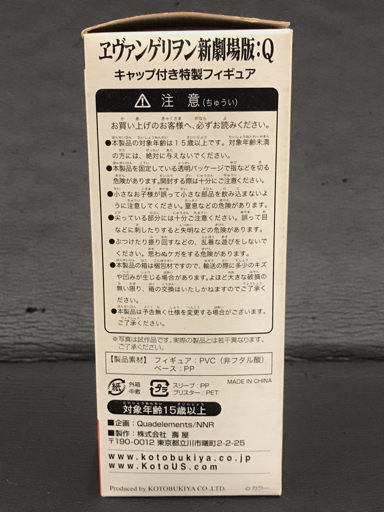 ヱヴァンゲリヲン新劇場版:Q
キャップ付き特製フィギュア
注 意(ちゅうい)
お買い上げのお客様へ、必ずお読みください。
●本製品の対象年齢は15歳以上です。対象年齢未満
の方には、絶対に与えないでください。
●本製品を固定している透明パッケージで指などを切る
危険があります。開封する際は十分にご注意ください。
●小さなお子様が誤って小さな部品を飲み込まないよ
うに注意してください。窒息などの危険があります。
●尖っている部分には十分ご注意ください。誤って目
などに刺したりすると失明などの危険があります。
●ぶつけたり振り回すなどの、乱暴な遊びをしないで
ください。思わぬケガをする危険があります。
●本製品の箱は梱包材ですので、輸送の際に多少のキズ
や凹みが生じる場合があります。よほど大きな破損の
無い限り、箱の交換はいたしかねますのでご了承く
ださい。
●本製品は予告無く仕様を変更する場合がございます。
ご了承ください。
※写真は試作品です。実際の商品とは多少異なります。
【製品素材】 フィギュア:PVC(非フタル酸)
ベース:PP
紙 外箱 中敷 プラ スリーブ:PP ブリスター:PET
MADE IN CHINA
対象年齢15歳以上
■企画:Quadelements/NNR
■製作:株式会社 壽 屋
〒190-0012 東京都立川市曙町2-2-25
www.kotobukiya.co.jp
www.KotoUS.com
Produced by KOTOBUKIYA CO.,LTD.
© カラー